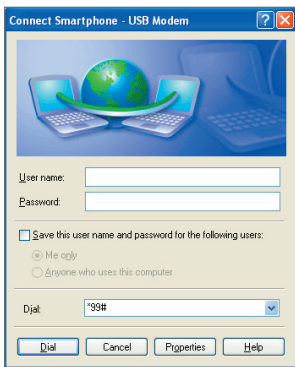 Connect Smartphone - USB Modem
User name:
Password:
Save this user name and password for the following users:
Me only
Anyone who uses this computer
Dial: *99#
Dial Cancel Properties Help